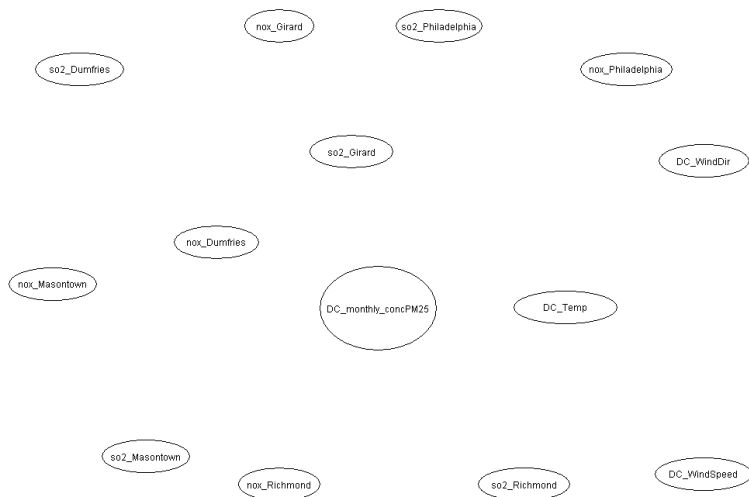 nox_Girard
so2_Philadelphia
so2_Dumfries
nox_Philadelphia
so2_Girard
DC_WindDir
nox_Dumfries
nox_Masontown
DC_monthly_concPM25
DC_Temp
so2_Masontown
nox_Richmond
so2_Richmond
DC_WindSpeed